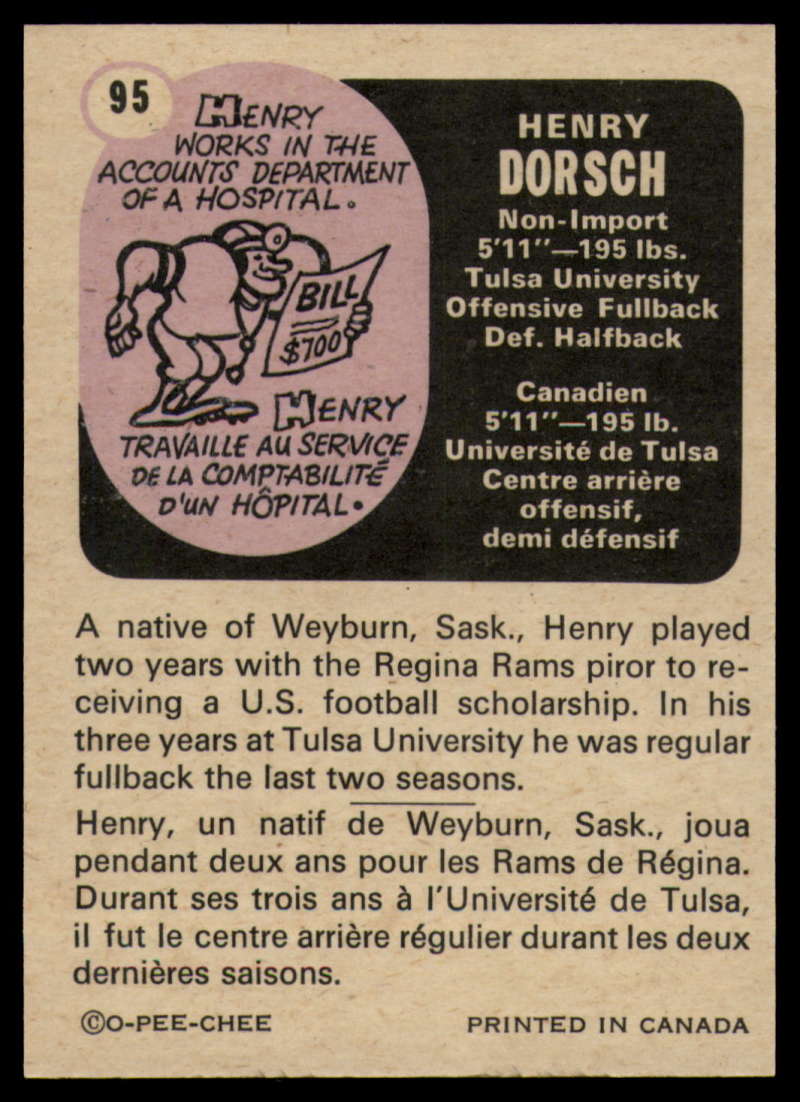 95
HENRY
WORKS IN THE
ACCOUNTS DEPARTMENT
OF A HOSPITAL.
BILL
$700
HENRY
TRAVAILLE AU SERVICE
DE LA COMPTABILITÉ
D'UN HÔPITAL.
HENRY
DORSCH
Non-Import
5'11"—195 lbs.
Tulsa University
Offensive Fullback
Def. Halfback
Canadien
5'11"—195 lb.
Université de Tulsa
Centre arrière
offensif,
demi défensif
A native of Weyburn, Sask., Henry played
two years with the Regina Rams piror to re-
ceiving a U.S. football scholarship. In his
three years at Tulsa University he was regular
fullback the last two seasons.
Henry, un natif de Weyburn, Sask., joua
pendant deux ans pour les Rams de Régina.
Durant ses trois ans à l'Université de Tulsa,
il fut le centre arrière régulier durant les deux
dernières saisons.
©O-PEE-CHEE
PRINTED IN CANADA